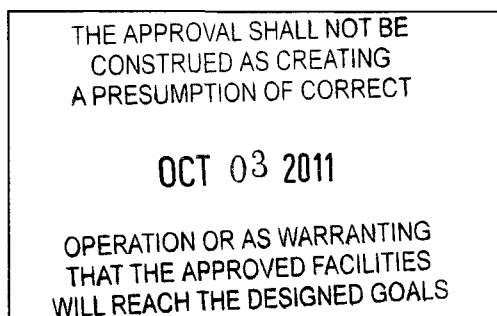 THE APPROVAL SHALL NOT BE
CONSTRUED AS CREATING
A PRESUMPTION OF CORRECT
OCT 03 2011
OPERATION OR AS WARRANTING
THAT THE APPROVED FACILITIES
WILL REACH THE DESIGNED GOALS